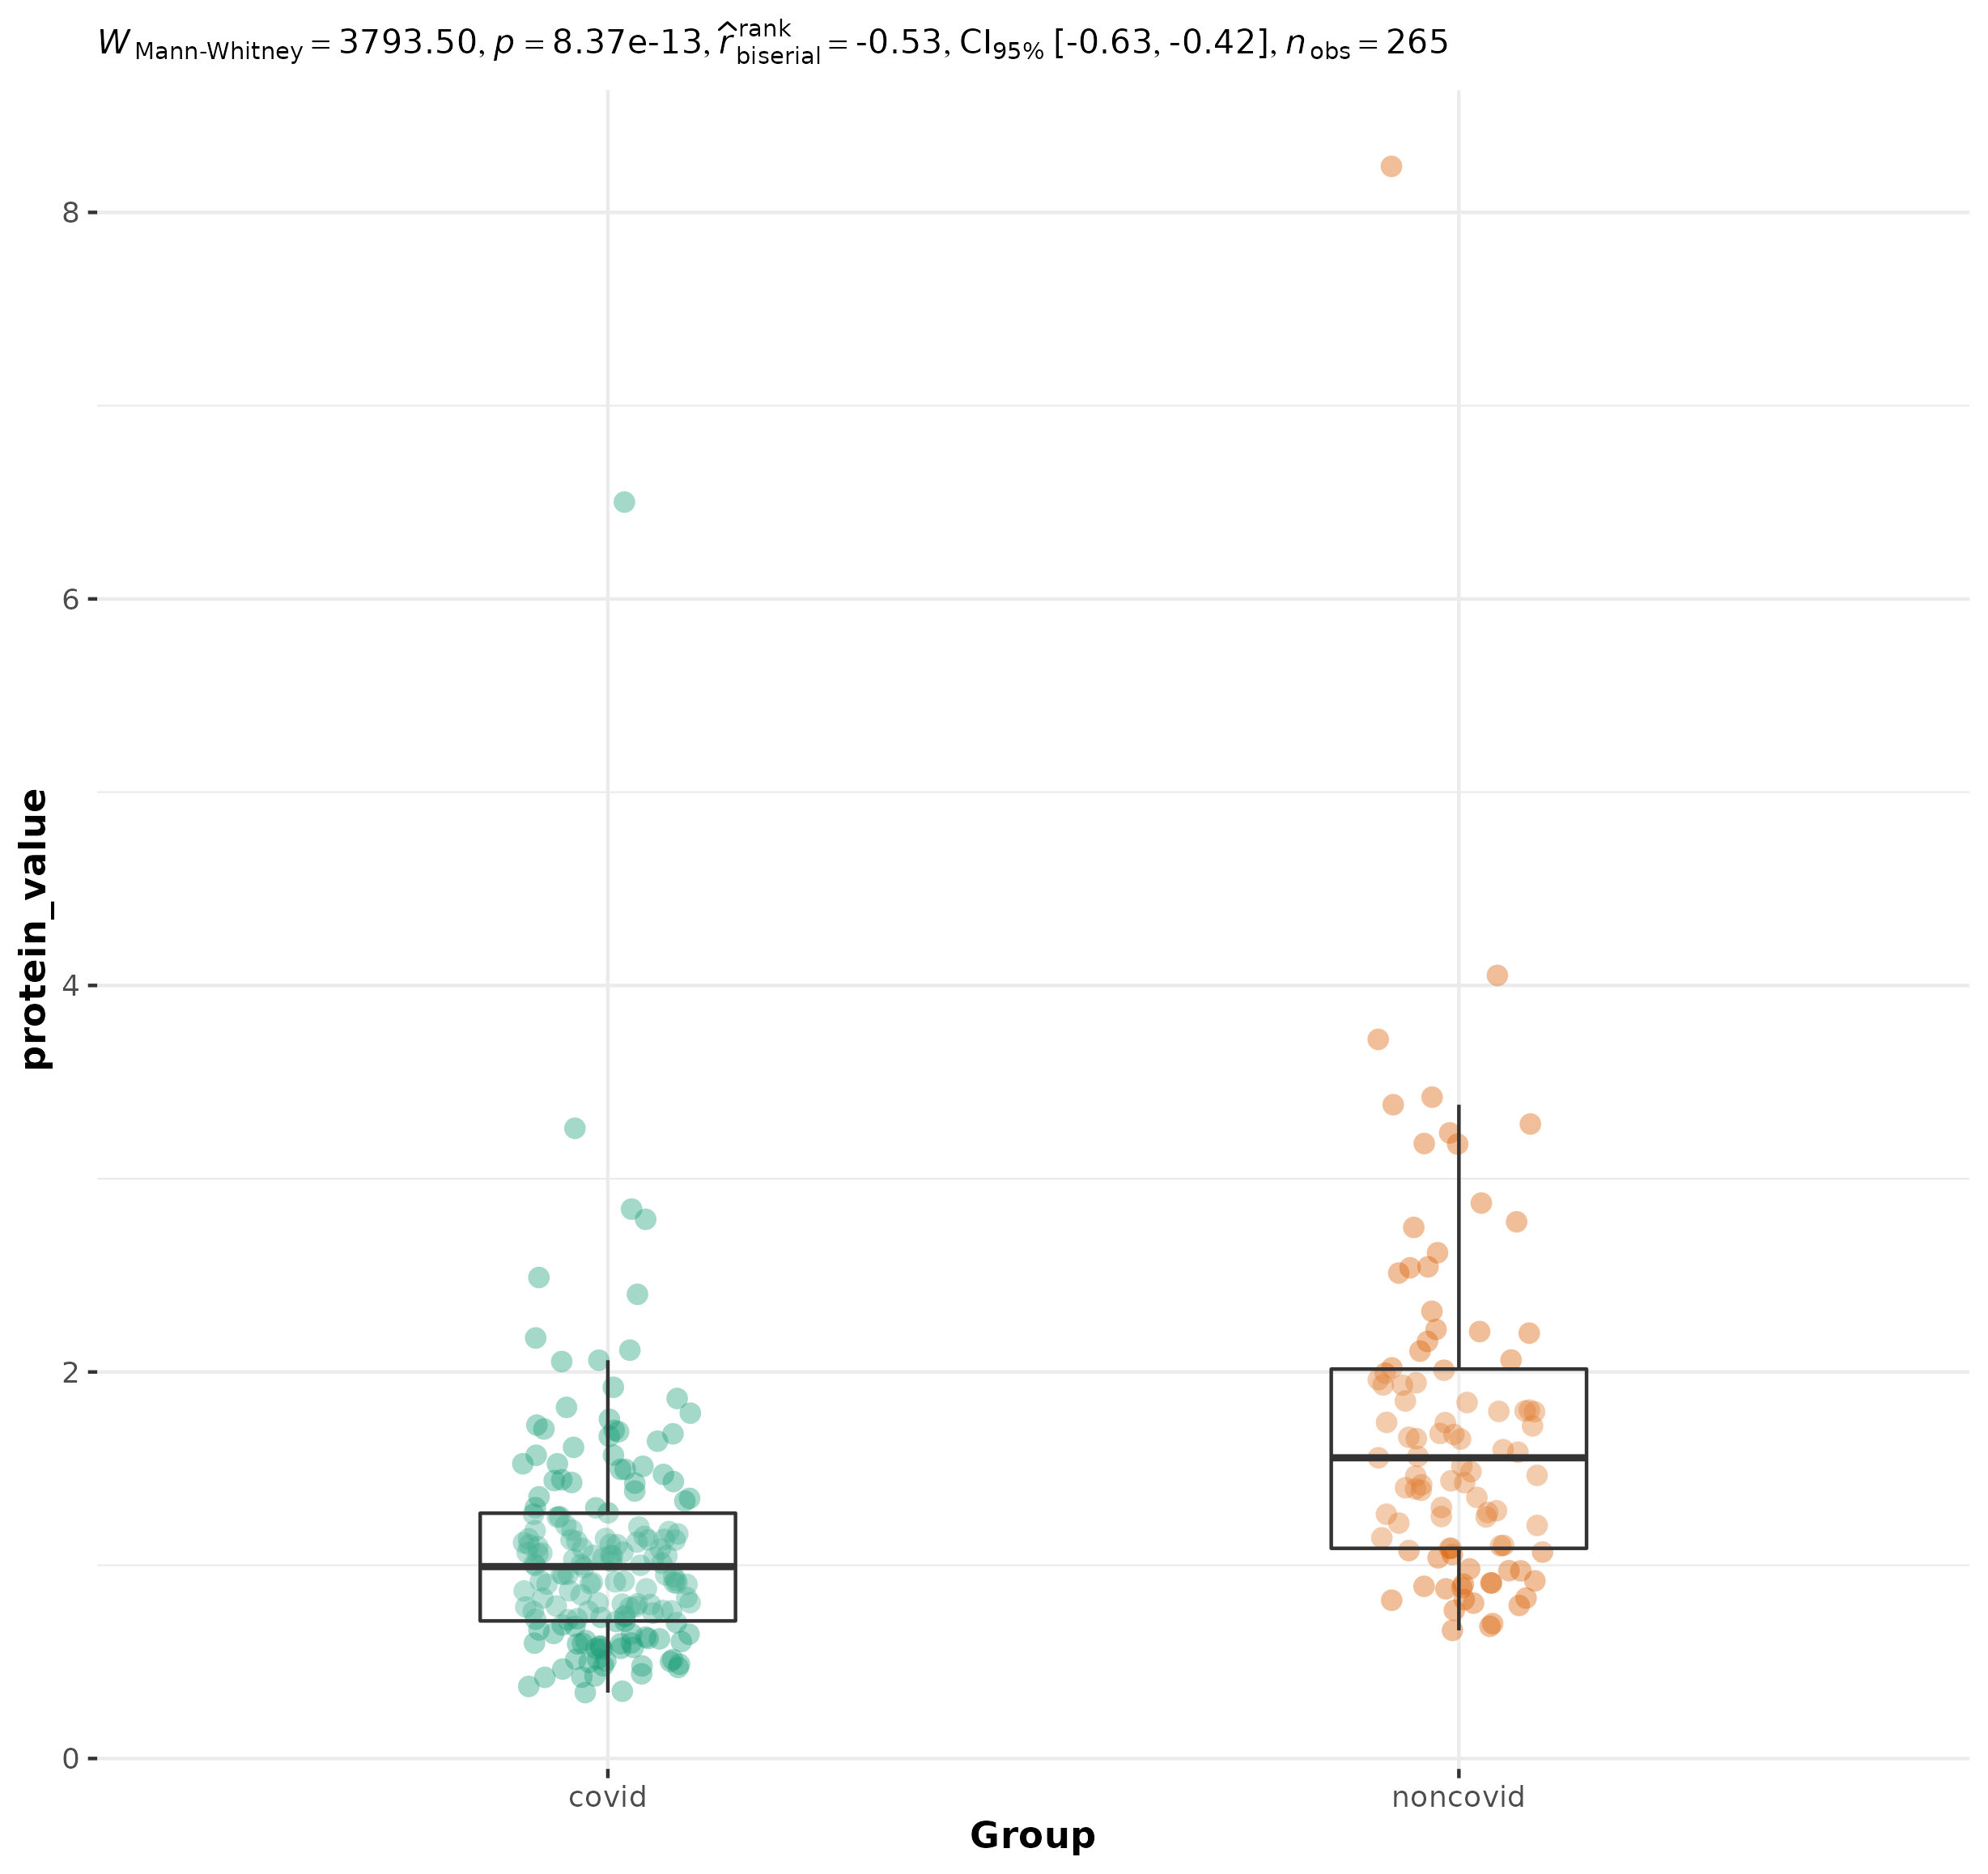 W Mann-Whitney = 3793.50, p = 8.37e-13, r̂ rank biserial = -0.53, CI95% [-0.63, -0.42], n obs = 265
8
6
4
2
0
protein_value
covid noncovid
Group